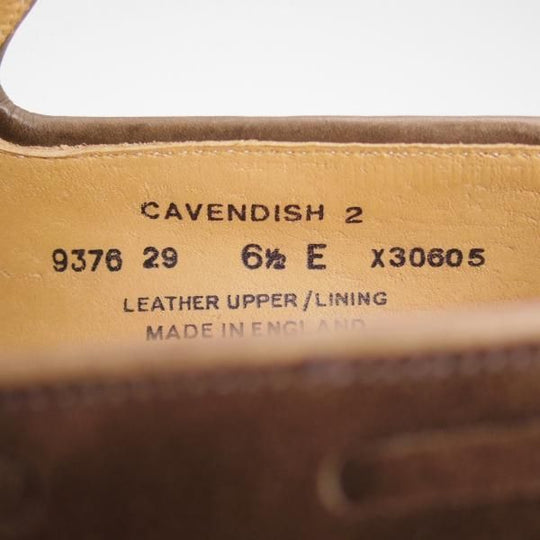 CAVENDISH 2
9376 29 6½ E X30605
LEATHER UPPER/LINING
MADE IN ENGLAND